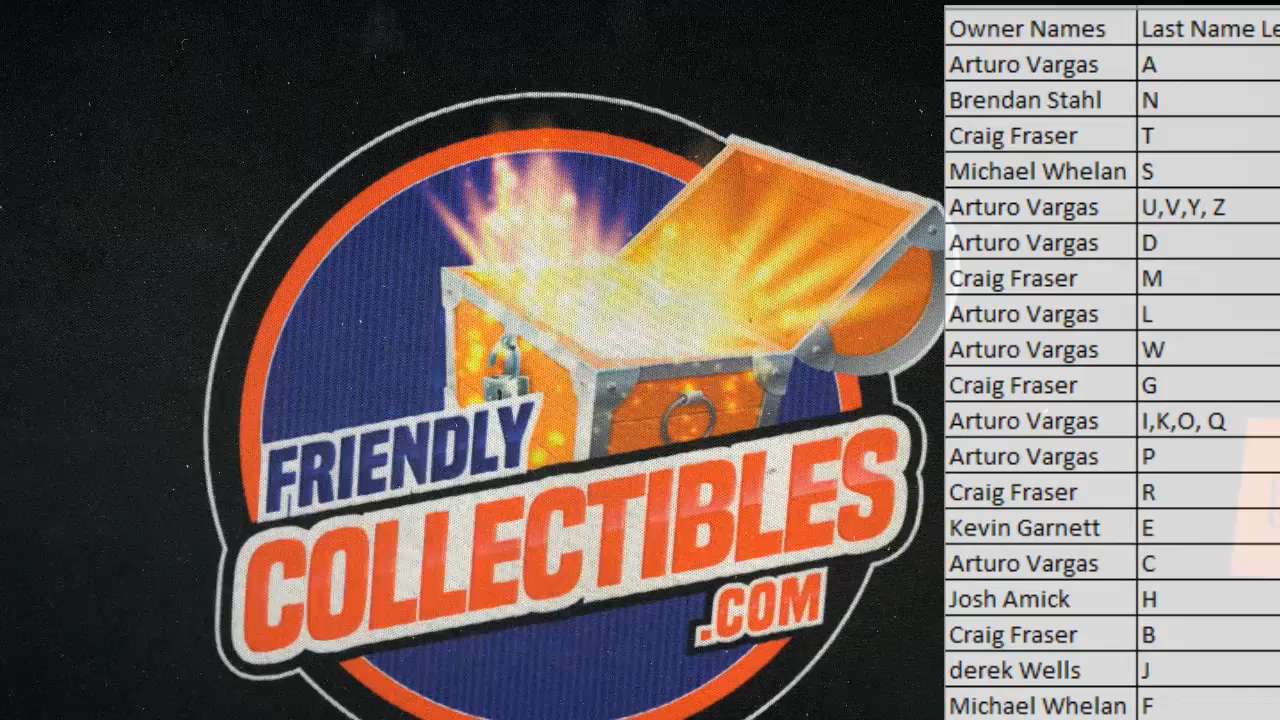 FRIENDLY
COLLECTIBLES
.COM
Owner Names Last Name Le
Arturo Vargas A
Brendan Stahl N
Craig Fraser T
Michael Whelan S
Arturo Vargas U,V,Y, Z
Arturo Vargas D
Craig Fraser M
Arturo Vargas L
Arturo Vargas W
Craig Fraser G
Arturo Vargas I,K,O, Q
Arturo Vargas P
Craig Fraser R
Kevin Garnett E
Arturo Vargas C
Josh Amick H
Craig Fraser B
derek Wells J
Michael Whelan F